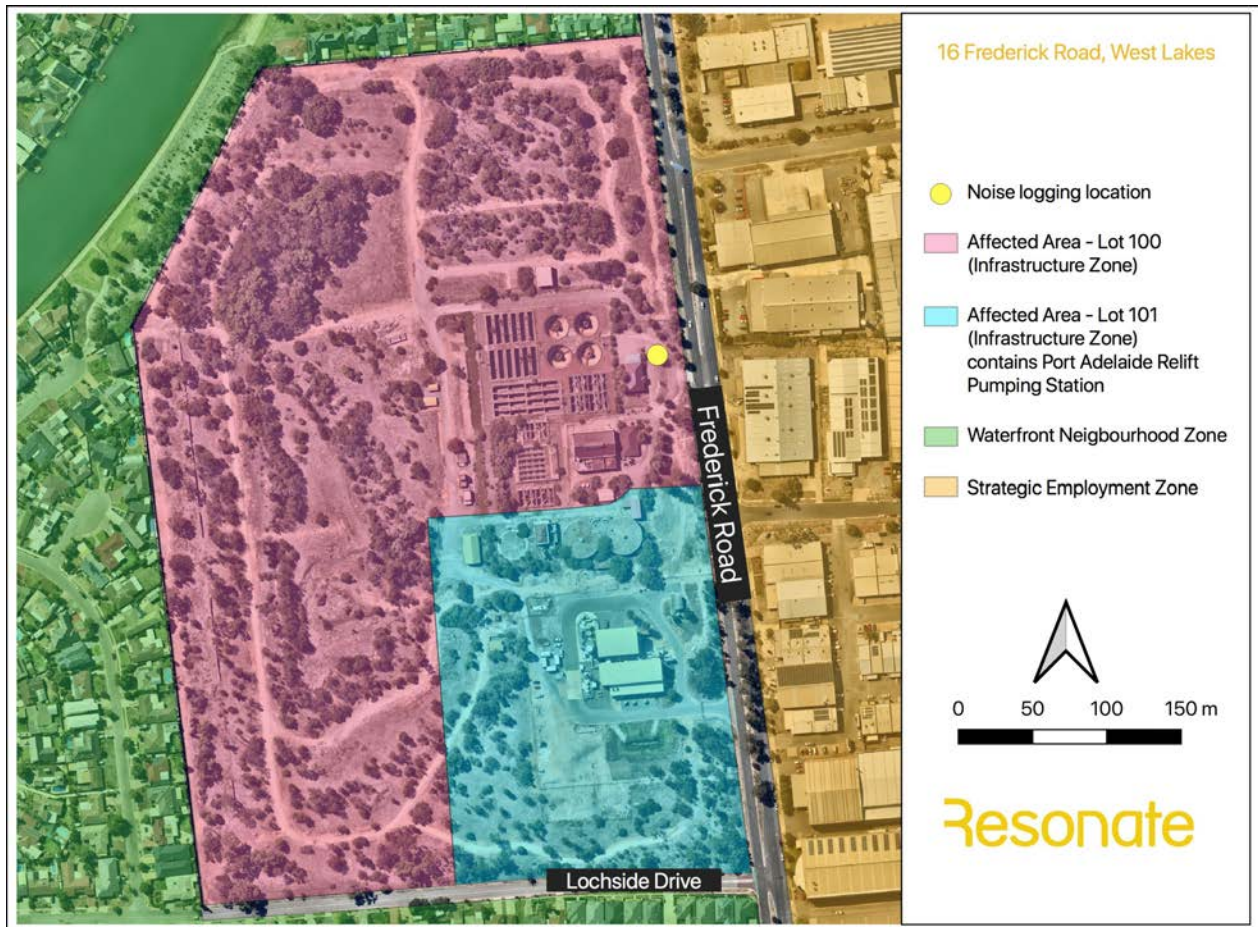 16 Frederick Road, West Lakes
Noise logging location
Affected Area - Lot 100
(Infrastructure Zone)
Affected Area - Lot 101
(Infrastructure Zone)
contains Port Adelaide Relift
Pumping Station
Waterfront Neigbourhood Zone
Strategic Employment Zone
0 50 100 150 m
Resonate
Frederick Road
Lochside Drive